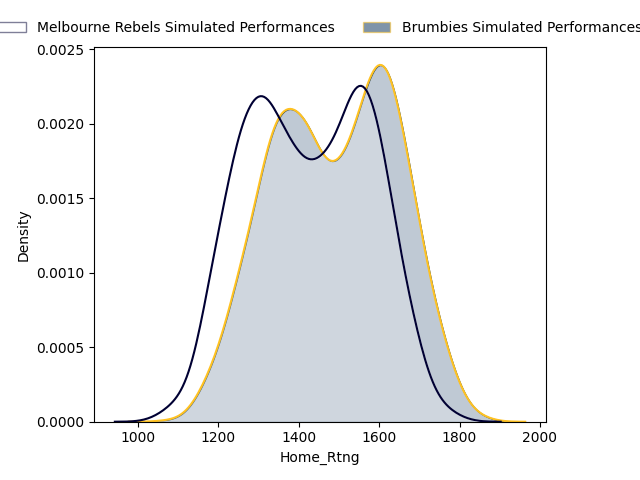 Melbourne Rebels Simulated Performances
Brumbies Simulated Performances
0.0025
0.0020
0.0015
0.0010
0.0005
0.0000
Density
1000 1200 1400 1600 1800 2000
Home_Rtng